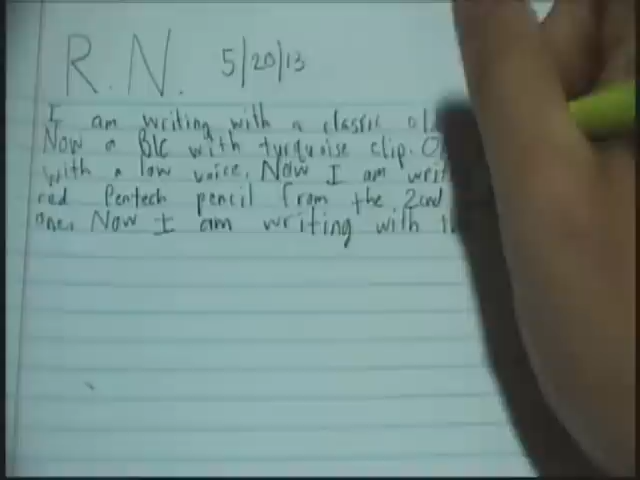 R.N. 5/20/13
I am writing with a classic
Now a Bic with turquoise clip.
with a low voice. Now I am
red Pentech pencil from the 2nd
one. Now I am writing with